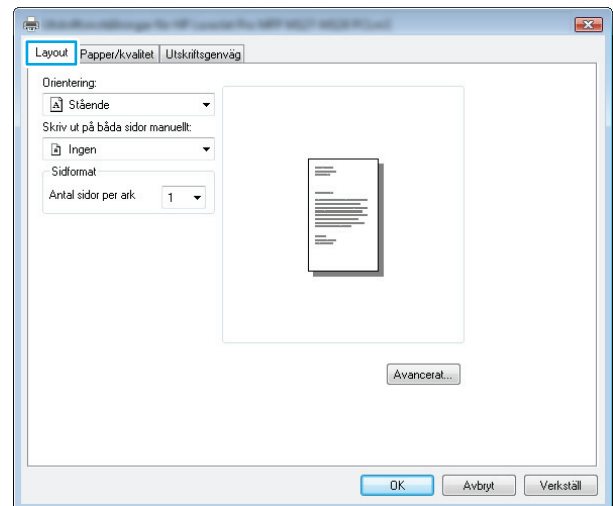 Layout Papper/kvalitet Utskriftsgenväg
Orientering:
Stående
Skriv ut på båda sidor manuellt:
Ingen
Sidformat
Antal sidor per ark 1
Avancerat...
OK Avbryt Verkställ